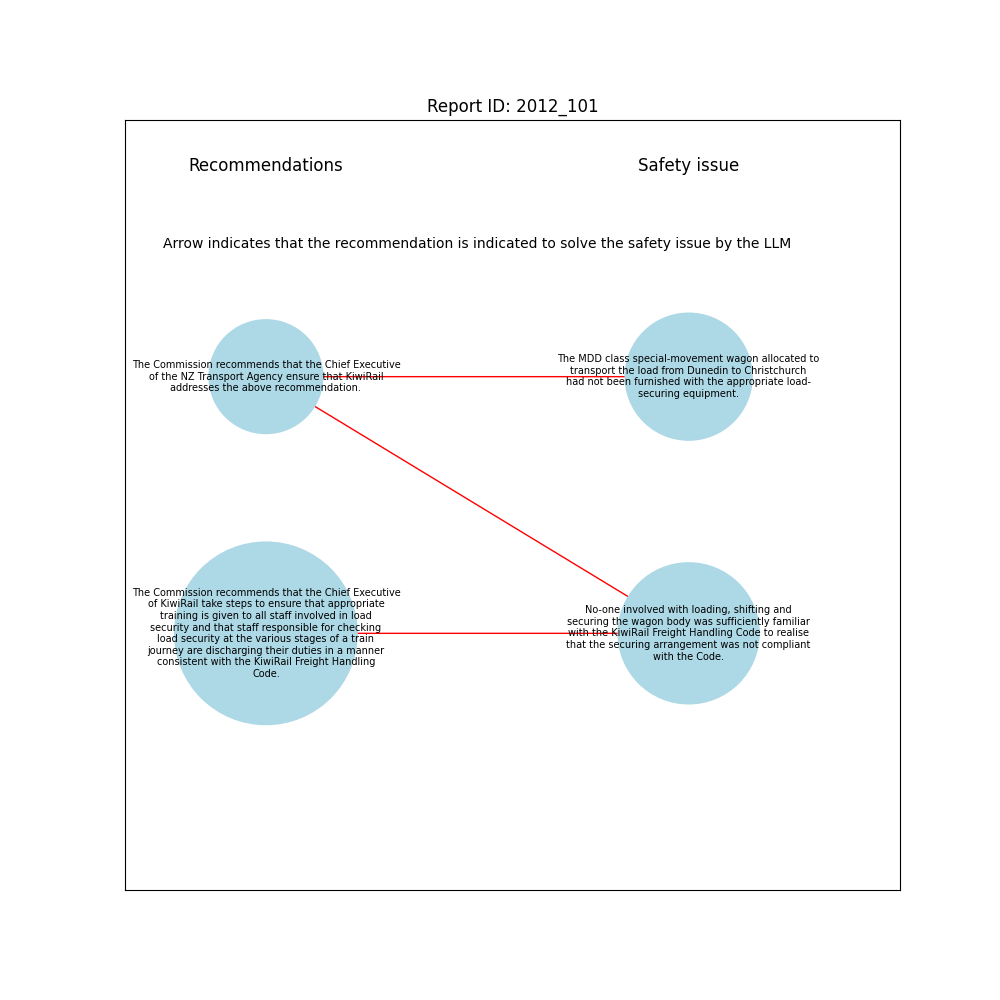 Report ID: 2012_101
Recommendations
Safety issue
Arrow indicates that the recommendation is indicated to solve the safety issue by the LLM
The Commission recommends that the Chief Executive
of the NZ Transport Agency ensure that KiwiRail
addresses the above recommendation.
The MDD class special-movement wagon allocated to
transport the load from Dunedin to Christchurch
had not been furnished with the appropriate load-
securing equipment.
The Commission recommends that the Chief Executive
of KiwiRail take steps to ensure that appropriate
training is given to all staff involved in load
security and that staff responsible for checking
load security at the various stages of a train
journey are discharging their duties in a manner
consistent with the KiwiRail Freight Handling
Code.
No-one involved with loading, shifting and
securing the wagon body was sufficiently familiar
with the KiwiRail Freight Handling Code to realise
that the securing arrangement was not compliant
with the Code.